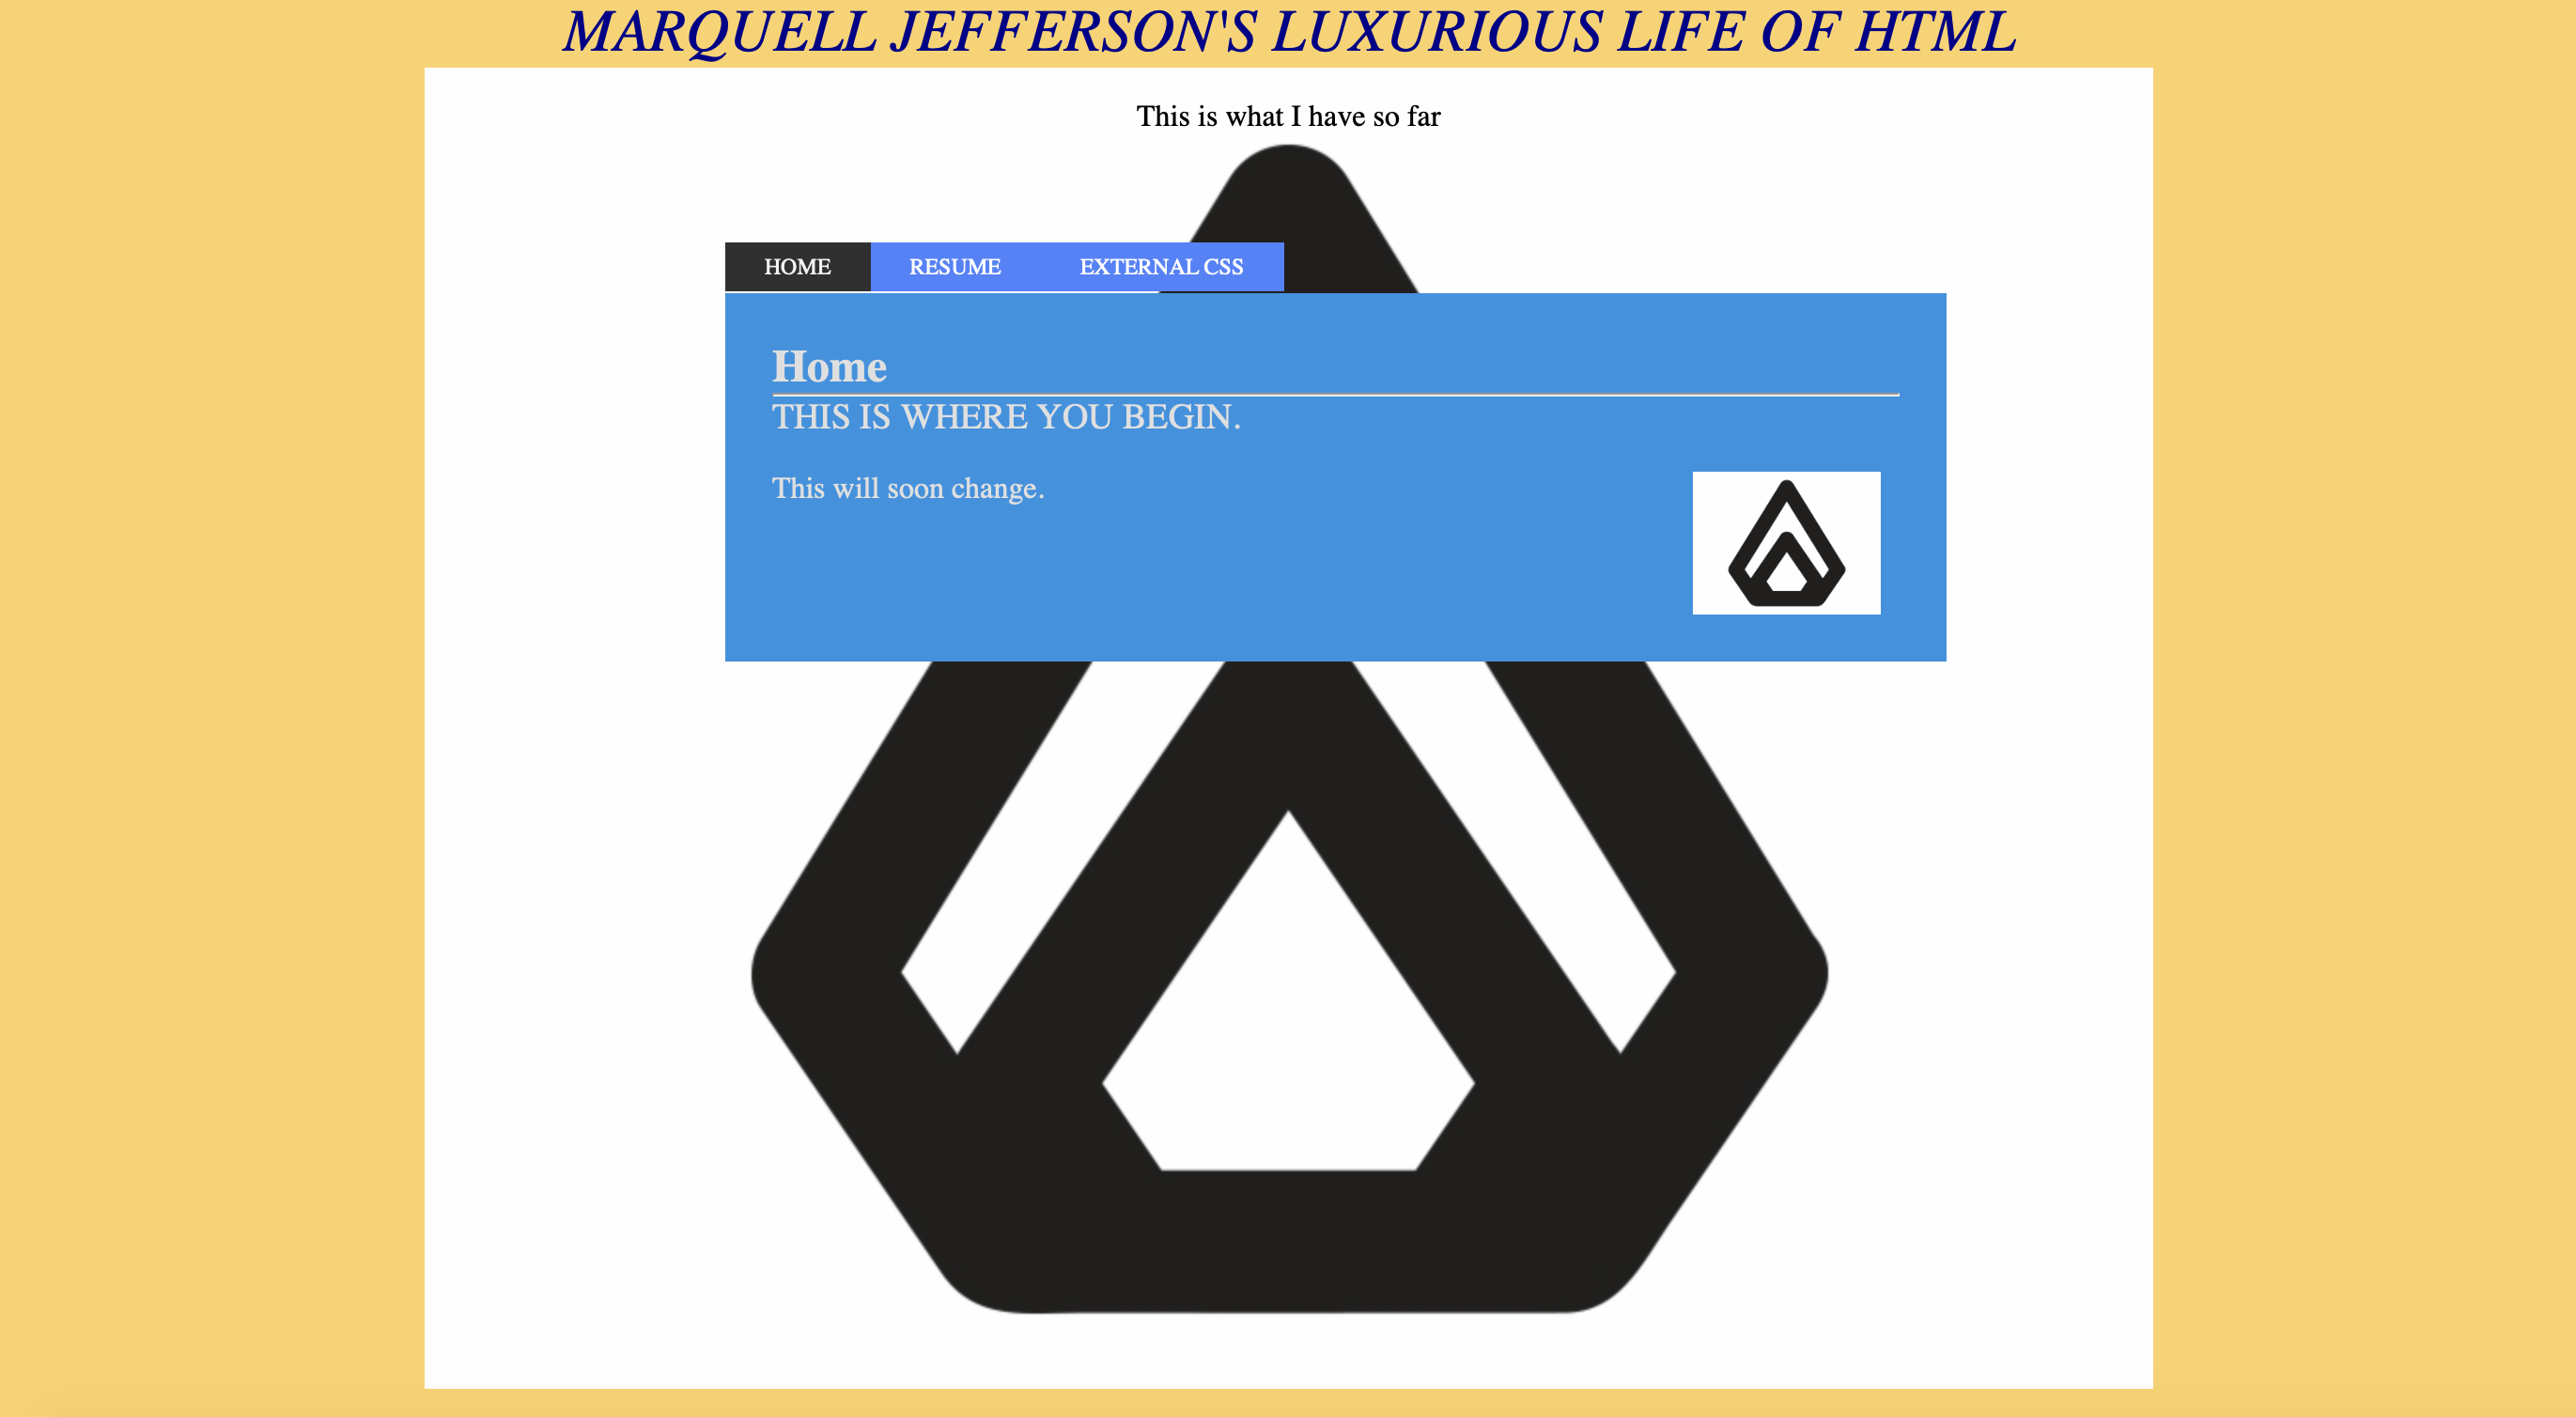 MARQUELL JEFFERSON'S LUXURIOUS LIFE OF HTML
This is what I have so far
HOME RESUME EXTERNAL CSS
Home
THIS IS WHERE YOU BEGIN.
This will soon change.